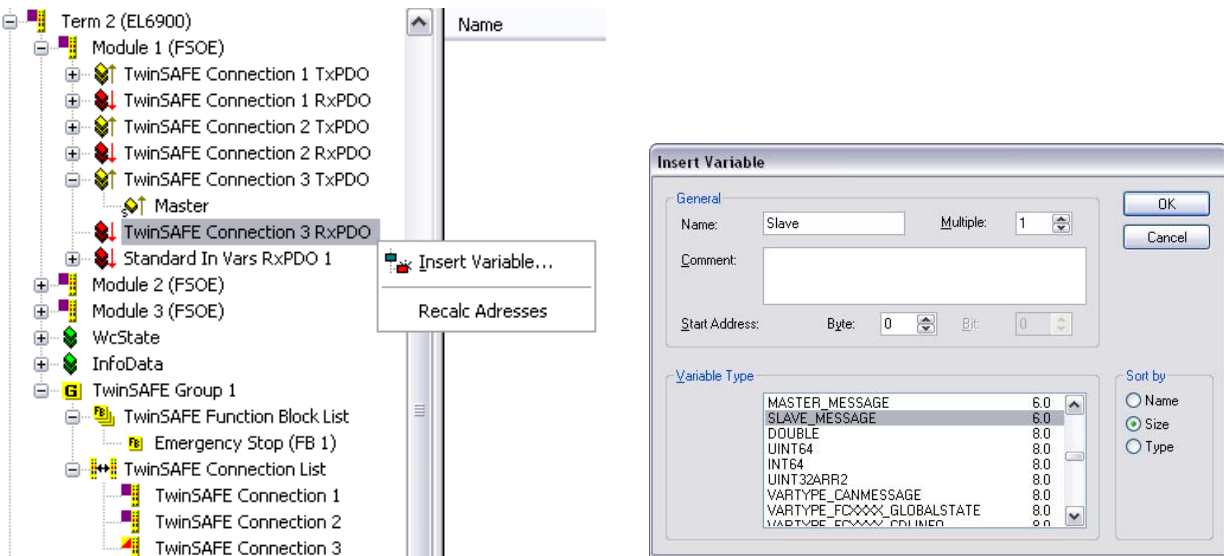 Term 2 (EL6900)
Module 1 (FSOE)
TwinSAFE Connection 1 TxPDO
TwinSAFE Connection 1 RxPDO
TwinSAFE Connection 2 TxPDO
TwinSAFE Connection 2 RxPDO
TwinSAFE Connection 3 TxPDO
Master
TwinSAFE Connection 3 RxPDO
Standard In Vars RxPDO 1
Module 2 (FSOE)
Module 3 (FSOE)
WcState
InfoData
G TwinSAFE Group 1
FB TwinSAFE Function Block List
FB Emergency Stop (FB 1)
TwinSAFE Connection List
TwinSAFE Connection 1
TwinSAFE Connection 2
TwinSAFE Connection 3
Name
Insert Variable...
Recalc Adresses
Insert Variable
General
Name: Slave Multiple: 1
Comment:
Start Address: Byte: 0 Bit: 0
OK
Cancel
Variable Type
MASTER_MESSAGE 6.0
SLAVE_MESSAGE 6.0
DOUBLE 8.0
UINT64 8.0
INT64 8.0
UINT32ARR2 8.0
VARTYPE_CANMESSAGE 8.0
VARTYPE_FCXXXX_GLOBALSTATE 8.0
Sort by
Name
Size
Type